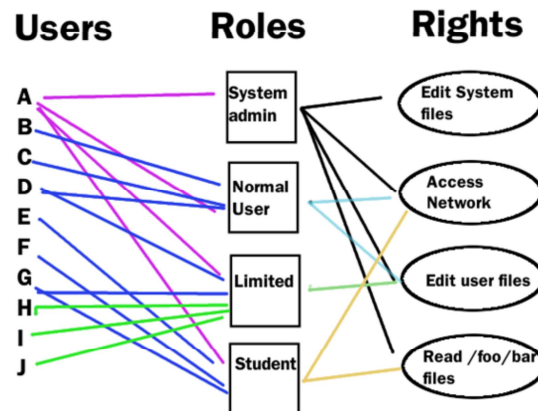 Users Roles Rights
A
B
C
D
E
F
G
H
I
J
System
admin
Normal
User
Limited
Student
Edit System
files
Access
Network
Edit user files
Read /foo/bar
files